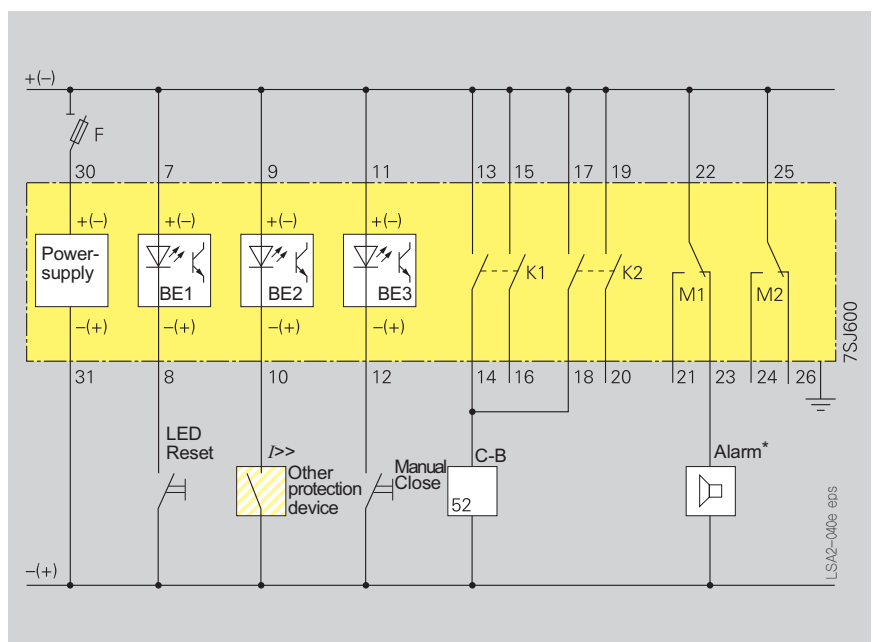 +(–)
F
30 7 9 11 13 15 17 19 22 25
+(–) +(–) +(–) +(–)
Power-
supply
BE1 BE2 BE3 K1 K2 M1 M2
–(+) –(+) –(+) –(+)
7SJ600
31 8 10 12 14 16 18 20 21 23 24 26
LED
Reset
I>>
Other
protection
device
Manual
Close
C-B
52
Alarm*
LSA2–040e eps
–(+)